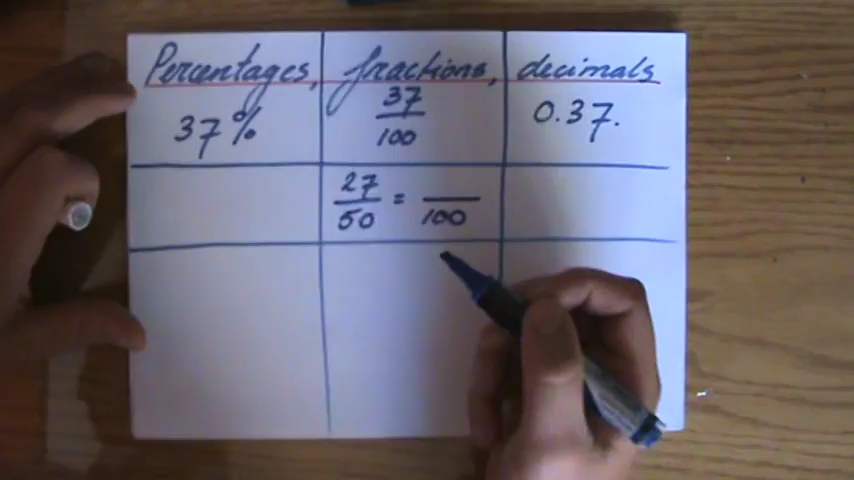 Percentages, fractions, decimals
37% 37/100 0.37.
27/50 = /100